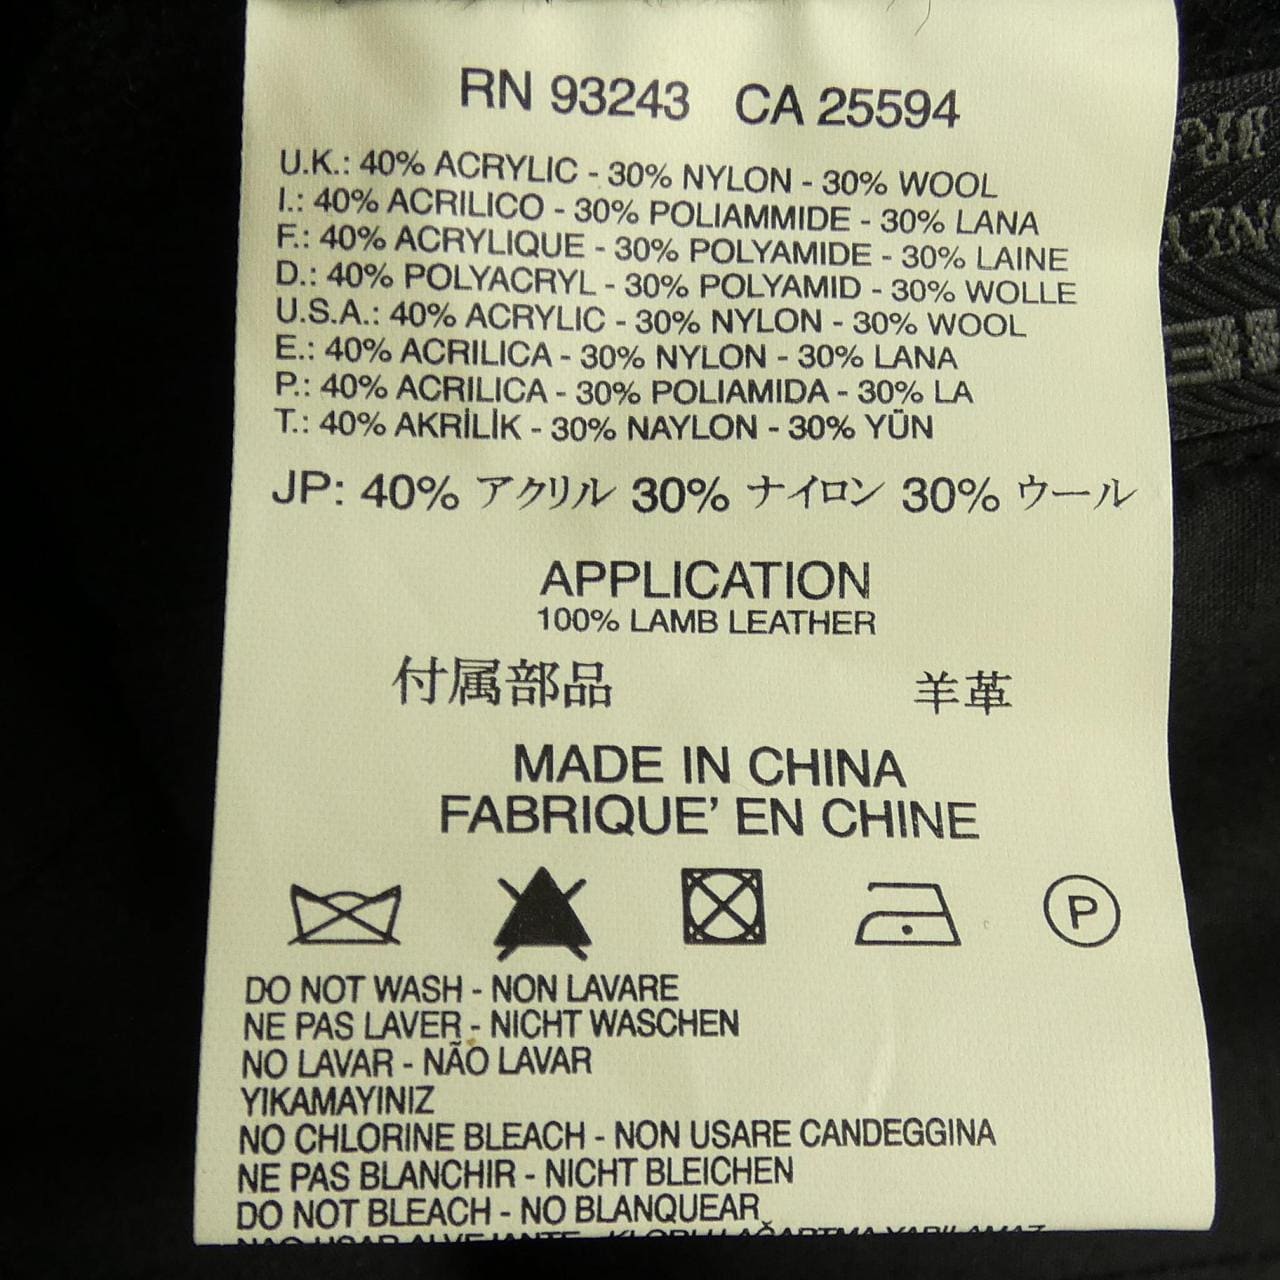 RN 93243 CA 25594
U.K.: 40% ACRYLIC - 30% NYLON - 30% WOOL
I.: 40% ACRILICO - 30% POLIAMMIDE - 30% LANA
F.: 40% ACRYLIQUE - 30% POLYAMIDE - 30% LAINE
D.: 40% POLYACRYL - 30% POLYAMID - 30% WOLLE
U.S.A.: 40% ACRYLIC - 30% NYLON - 30% WOOL
E.: 40% ACRILICA - 30% NYLON - 30% LANA
P.: 40% ACRILICA - 30% POLIAMIDA - 30% LA
T.: 40% AKRİLİK - 30% NAYLON - 30% YÜN
JP: 40% アクリル 30% ナイロン 30% ウール
APPLICATION
100% LAMB LEATHER
付属部品 羊革
MADE IN CHINA
FABRIQUE' EN CHINE
P
DO NOT WASH - NON LAVARE
NE PAS LAVER - NICHT WASCHEN
NO LAVAR - NÃO LAVAR
YIKAMAYINIZ
NO CHLORINE BLEACH - NON USARE CANDEGGINA
NE PAS BLANCHIR - NICHT BLEICHEN
DO NOT BLEACH - NO BLANQUEAR